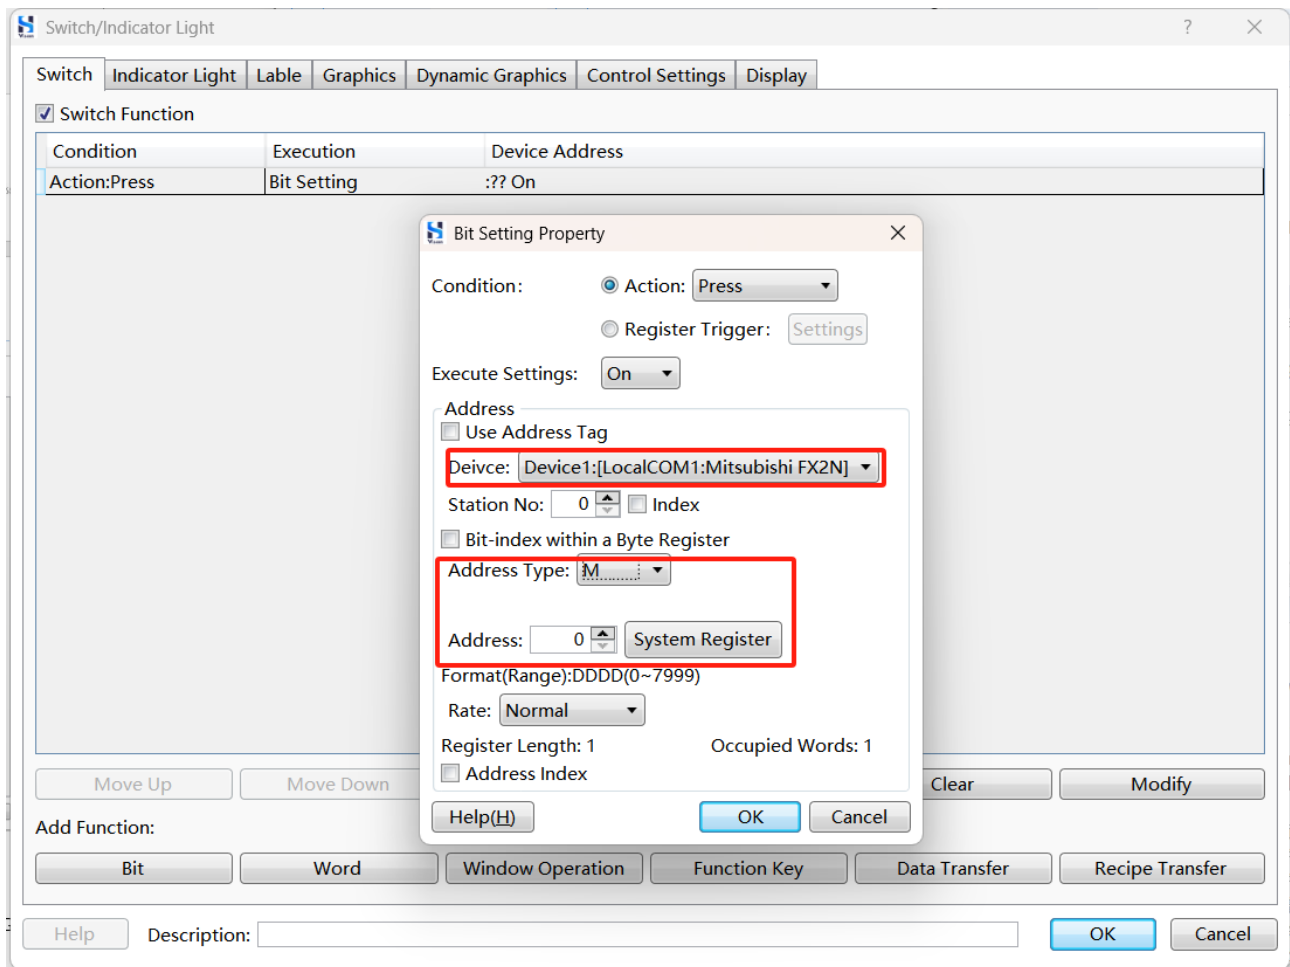 Switch/Indicator Light ?
Switch Indicator Light Lable Graphics Dynamic Graphics Control Settings Display
Switch Function
Condition Execution Device Address
Action:Press Bit Setting :?? On
Bit Setting Property
Condition: Action: Press
Register Trigger: Settings
Execute Settings: On
Address
Use Address Tag
Deivce: Device1:[LocalCOM1:Mitsubishi FX2N]
Station No: 0 Index
Bit-index within a Byte Register
Address Type: M
Address: 0 System Register
Format(Range):DDDD(0~7999)
Rate: Normal
Register Length: 1 Occupied Words: 1
Address Index
Help(H) OK Cancel
Move Up Move Down Clear Modify
Add Function:
Bit Word Window Operation Function Key Data Transfer Recipe Transfer
Help Description: OK Cancel